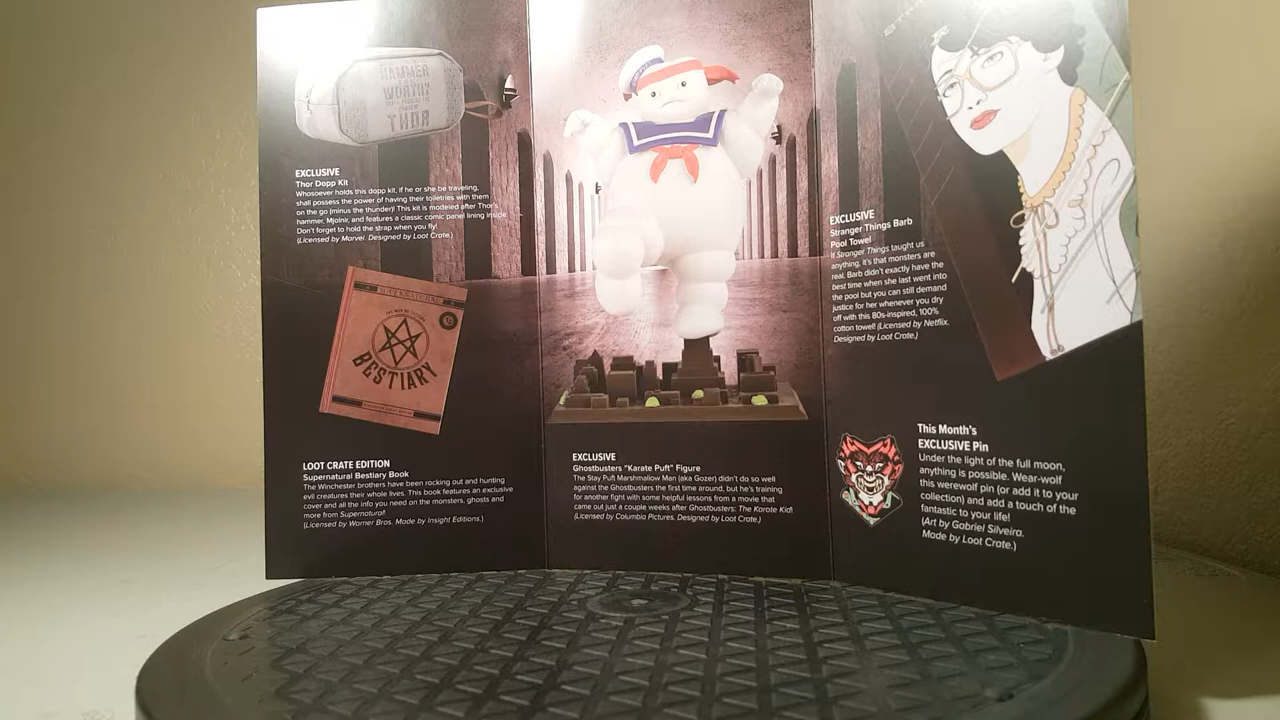 HAMMER
WORTHY
THOR
EXCLUSIVE
Thor Dopp Kit
Whosoever holds this dopp kit, if he or she be traveling,
shall possess the power of having their toiletries with them
on the go (minus the thunder)! This kit is modeled after Thor's
hammer, Mjolnir, and features a classic comic panel lining inside.
Don't forget to hold the strap when you fly!
(Licensed by Marvel. Designed by Loot Crate.)
SUPERNATURAL
BESTIARY
LOOT CRATE EDITION
Supernatural Bestiary Book
The Winchester brothers have been rocking out and hunting
evil creatures their whole lives. This book features an exclusive
cover and all the info you need on the monsters, ghosts and
more from Supernatural!
(Licensed by Warner Bros. Made by Insight Editions.)
EXCLUSIVE
Ghostbusters "Karate Puft" Figure
The Stay Puft Marshmallow Man (aka Gozer) didn't do so well
against the Ghostbusters the first time around, but he's training
for another fight with some helpful lessons from a movie that
came out just a couple weeks after Ghostbusters: The Karate Kid!
(Licensed by Columbia Pictures. Designed by Loot Crate.)
EXCLUSIVE
Stranger Things Barb
Pool Towel
If Stranger Things taught us
anything, it's that monsters are
real. Barb didn't exactly have the
best time when she last went into
the pool but you can still demand
justice for her whenever you dry
off with this 80s-inspired, 100%
cotton towel! (Licensed by Netflix.
Designed by Loot Crate.)
This Month's
EXCLUSIVE Pin
Under the light of the full moon,
anything is possible. Wear-wolf
this werewolf pin (or add it to your
collection) and add a touch of the
fantastic to your life!
(Art by Gabriel Silveira.
Made by Loot Crate.)